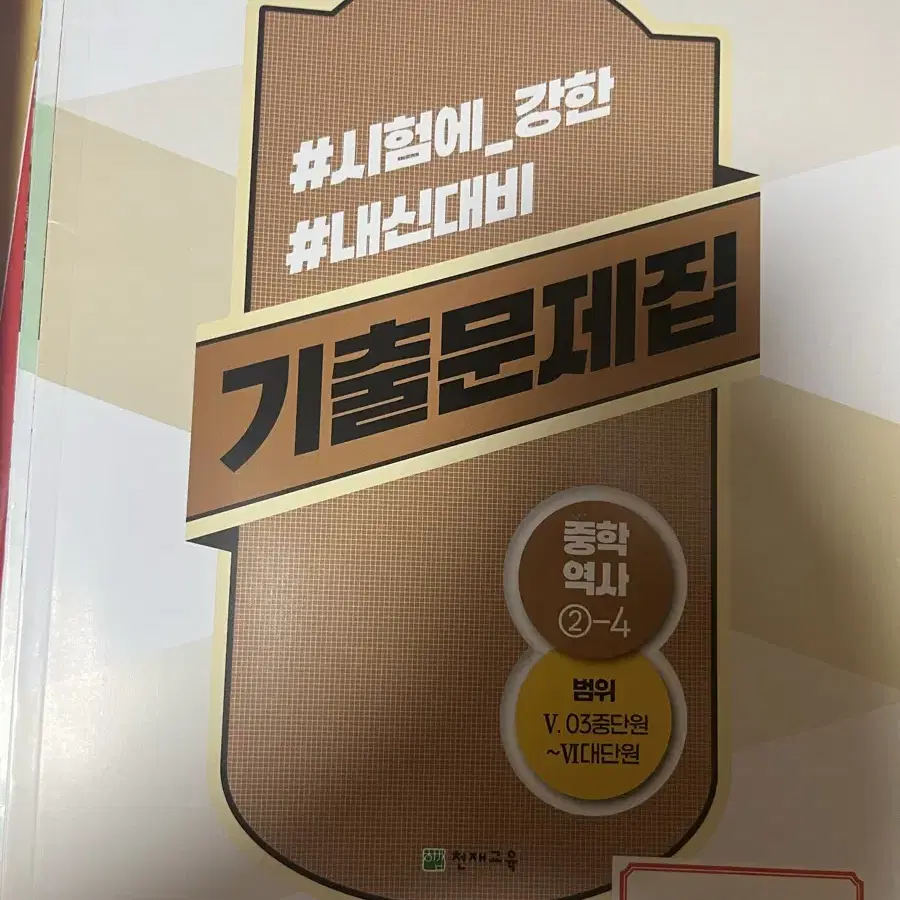 #시험에_강한
#내신대비
기출문제집
중학
역사
②-4
범위
Ⅴ. 03중단원
~Ⅵ대단원
천재교육